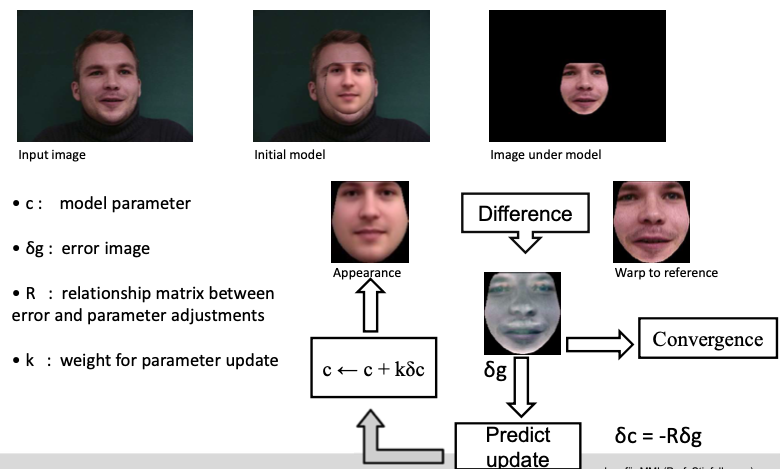 Input image
Initial model
Image under model
• c : model parameter
• δg : error image
• R : relationship matrix between
error and parameter adjustments
• k : weight for parameter update
Appearance
Difference
Warp to reference
Convergence
c ← c + kδc
δg
Predict
update
δc = -Rδg